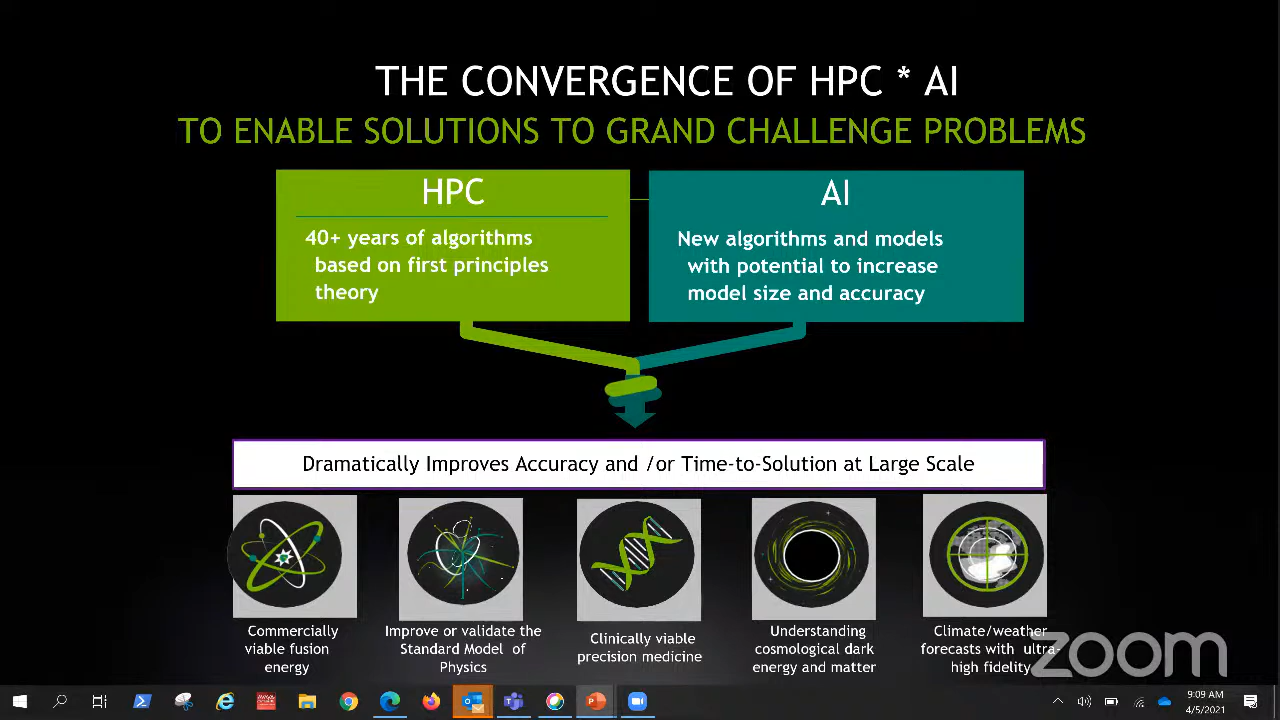 THE CONVERGENCE OF HPC * AI
TO ENABLE SOLUTIONS TO GRAND CHALLENGE PROBLEMS
HPC
40+ years of algorithms
based on first principles
theory
AI
New algorithms and models
with potential to increase
model size and accuracy
Dramatically Improves Accuracy and /or Time-to-Solution at Large Scale
Commercially
viable fusion
energy
Improve or validate the
Standard Model of
Physics
Clinically viable
precision medicine
Understanding
cosmological dark
energy and matter
Climate/weather
forecasts with ultra-
high fidelity
zoom
9:09 AM
4/5/2021